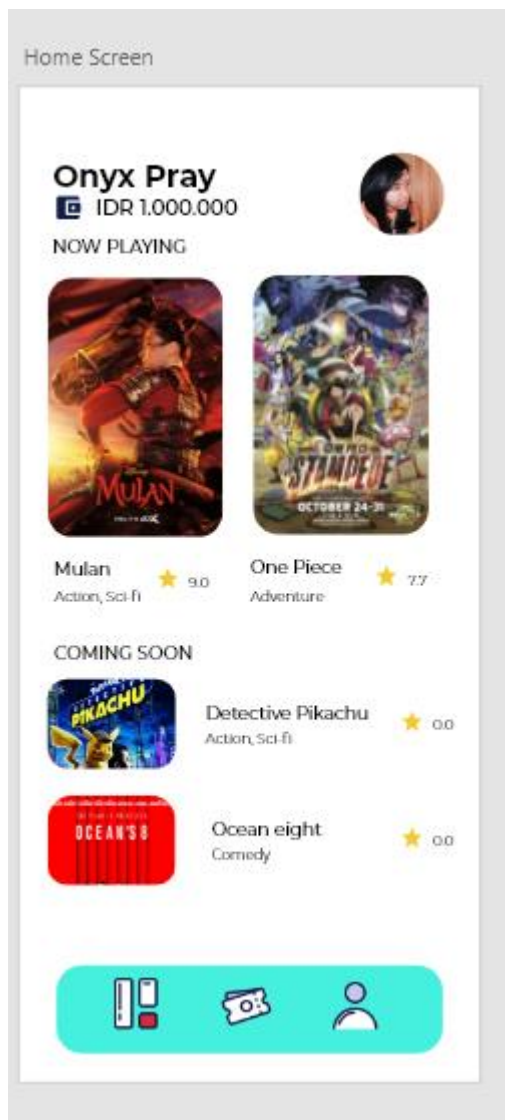 Home Screen
Onyx Pray
IDR 1.000.000
NOW PLAYING
MULAN
STAMPEDE
OCTOBER 24-31
Mulan
9.0
Action, Sci-fi
One Piece
7.7
Adventure
COMING SOON
PIKACHU
Detective Pikachu
0.0
Action, Sci-fi
OCEAN'S 8
Ocean eight
0.0
Comedy